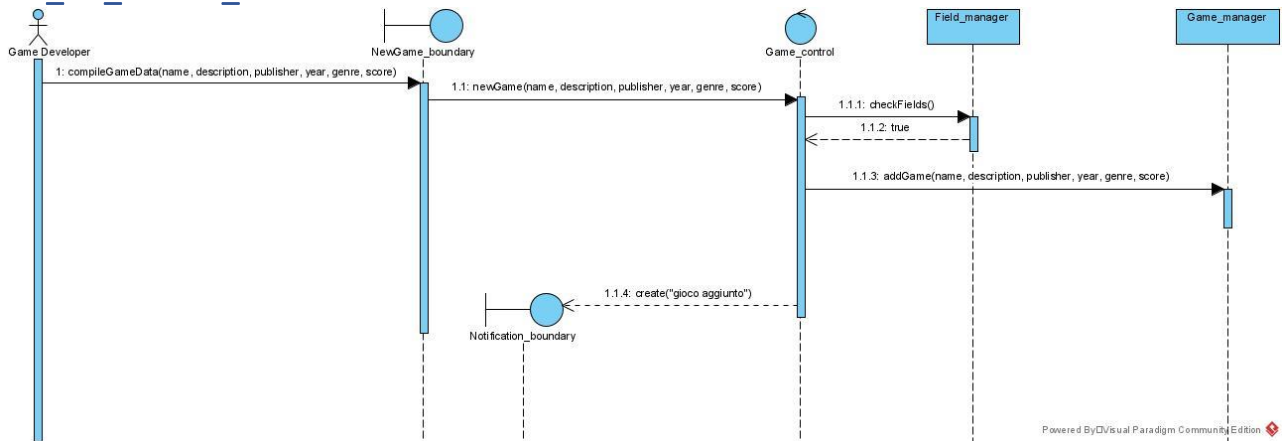 Game Developer
NewGame_boundary
Game_control
Field_manager
Game_manager
1: compileGameData(name, description, publisher, year, genre, score)
1.1: newGame(name, description, publisher, year, genre, score)
1.1.1: checkFields()
1.1.2: true
1.1.3: addGame(name, description, publisher, year, genre, score)
1.1.4: create("gioco aggiunto")
Notification_boundary
Powered By□Visual Paradigm Community Edition